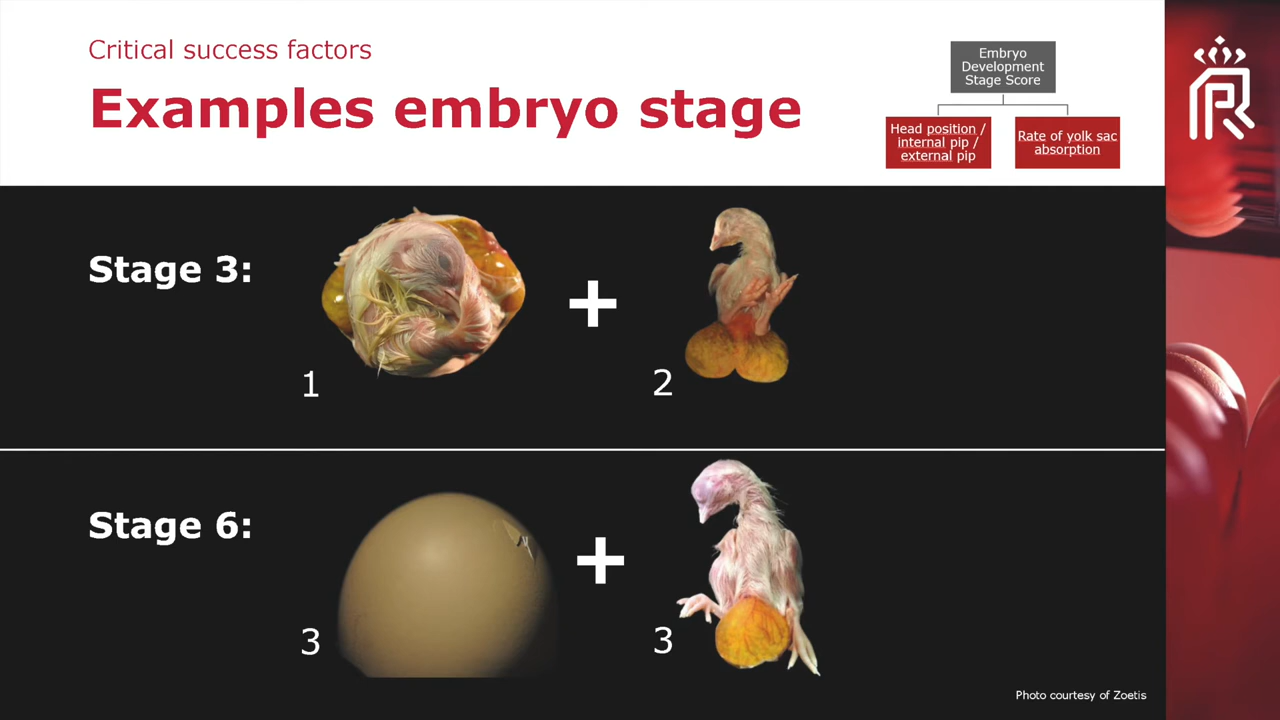 Critical success factors
Examples embryo stage
Embryo
Development
Stage Score
Head position /
internal pip /
external pip
Rate of yolk sac
absorption
Stage 3:
1
+
2
Stage 6:
3
+
3
Photo courtesy of Zoetis